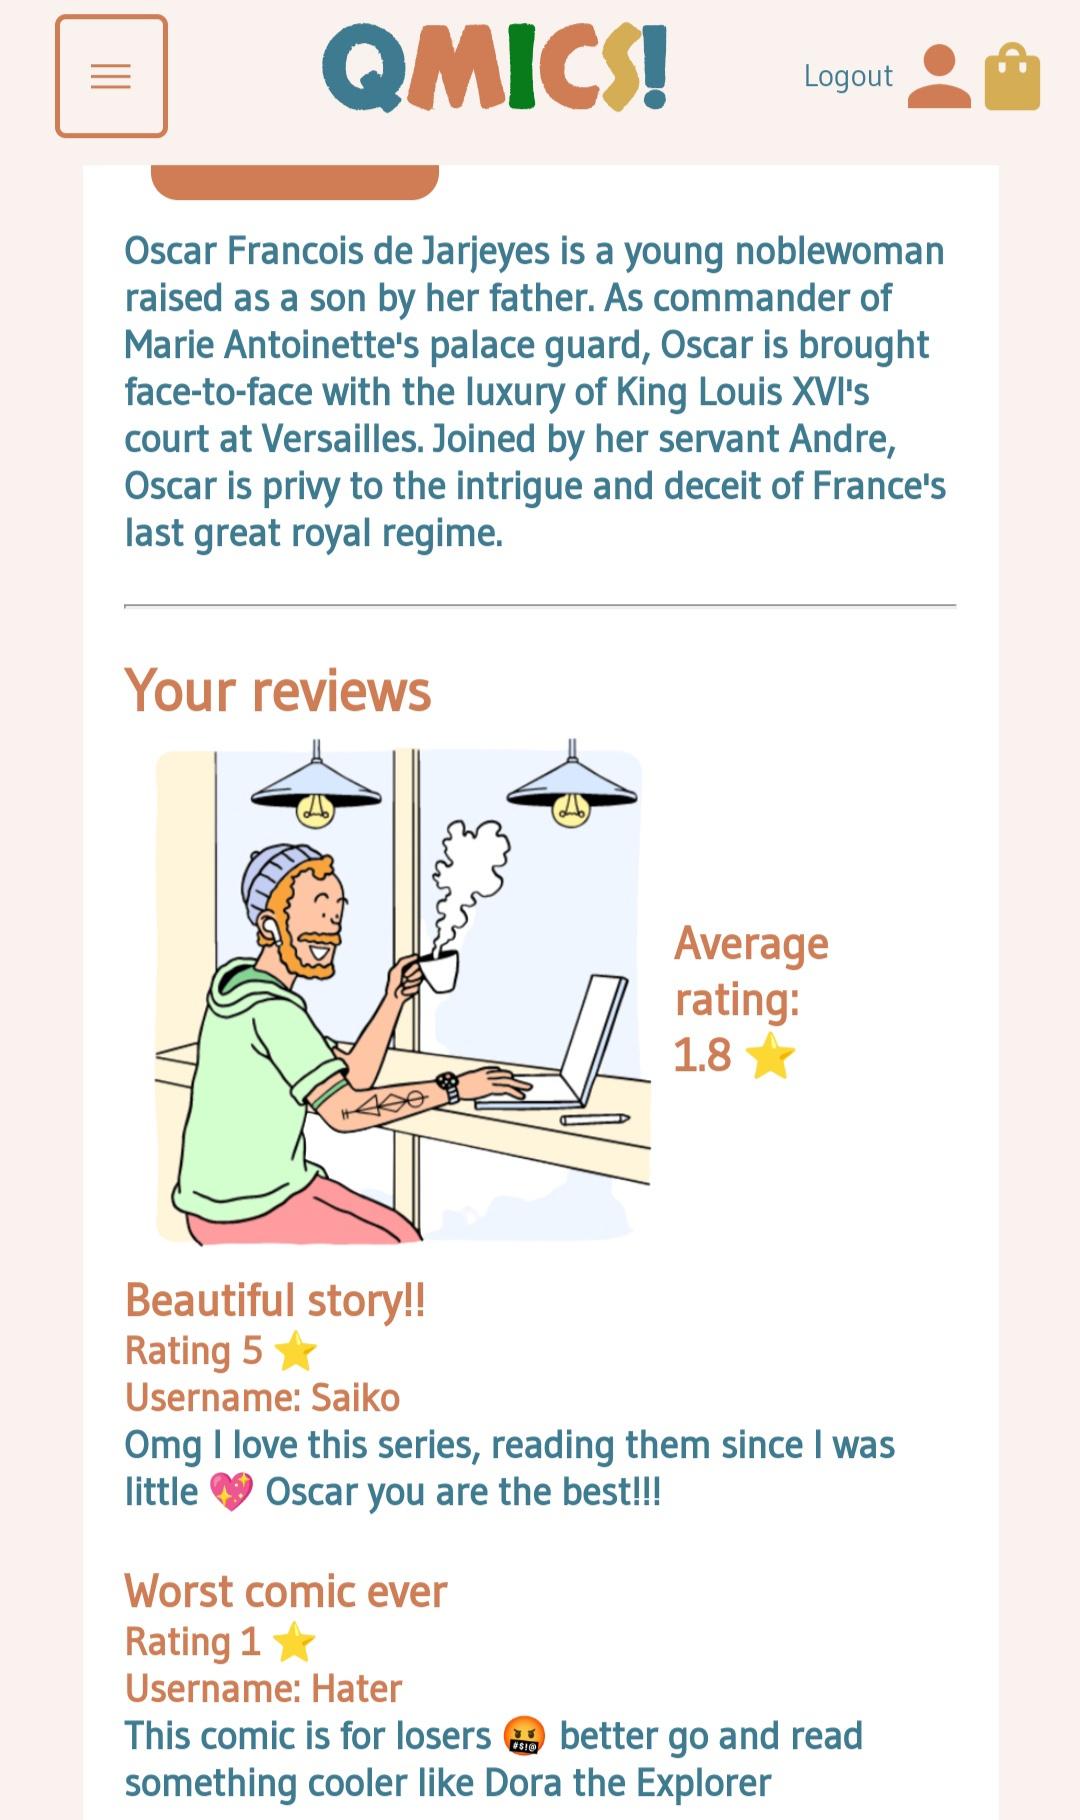 QMICS!
Logout
Oscar Francois de Jarjeyes is a young noblewoman
raised as a son by her father. As commander of
Marie Antoinette's palace guard, Oscar is brought
face-to-face with the luxury of King Louis XVI's
court at Versailles. Joined by her servant Andre,
Oscar is privy to the intrigue and deceit of France's
last great royal regime.
Your reviews
Average
rating:
1.8 ⭐
Beautiful story!!
Rating 5 ⭐
Username: Saiko
Omg I love this series, reading them since I was
little 💖 Oscar you are the best!!!
Worst comic ever
Rating 1 ⭐
Username: Hater
This comic is for losers 🤬 better go and read
something cooler like Dora the Explorer